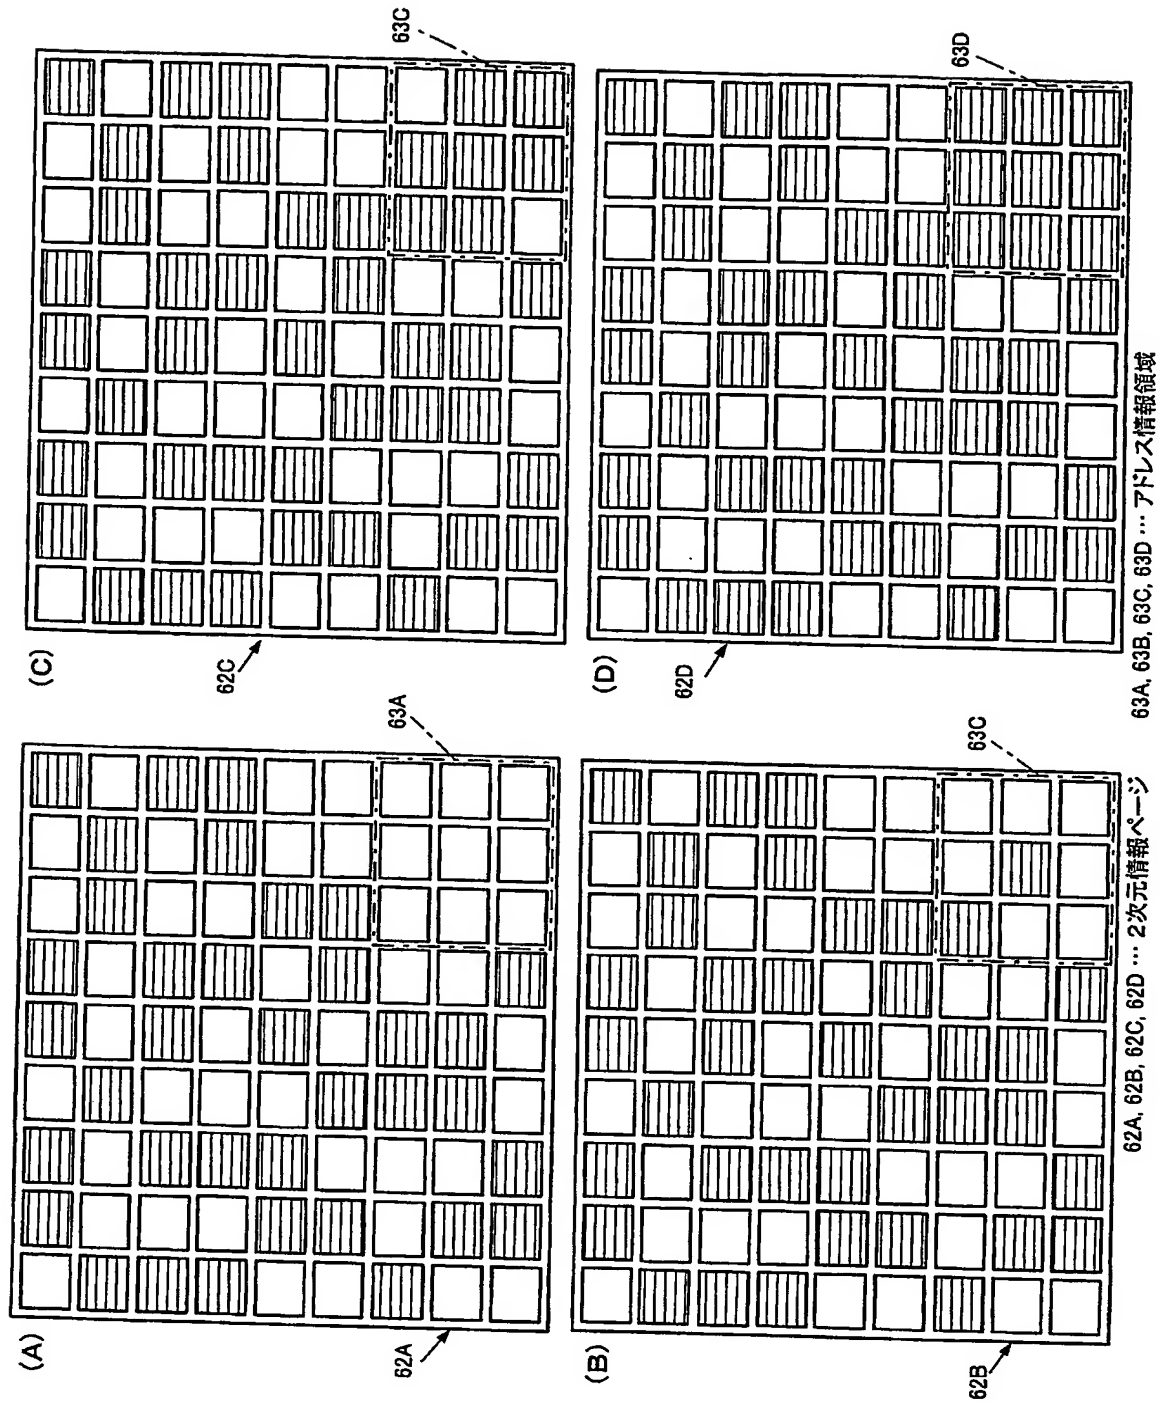 (A)
62A
63A
(B)
62B
63C
(C)
62C
63C
(D)
62D
63D
62A, 62B, 62C, 62D … 2次元情報ページ
63A, 63B, 63C, 63D … アドレス情報領域